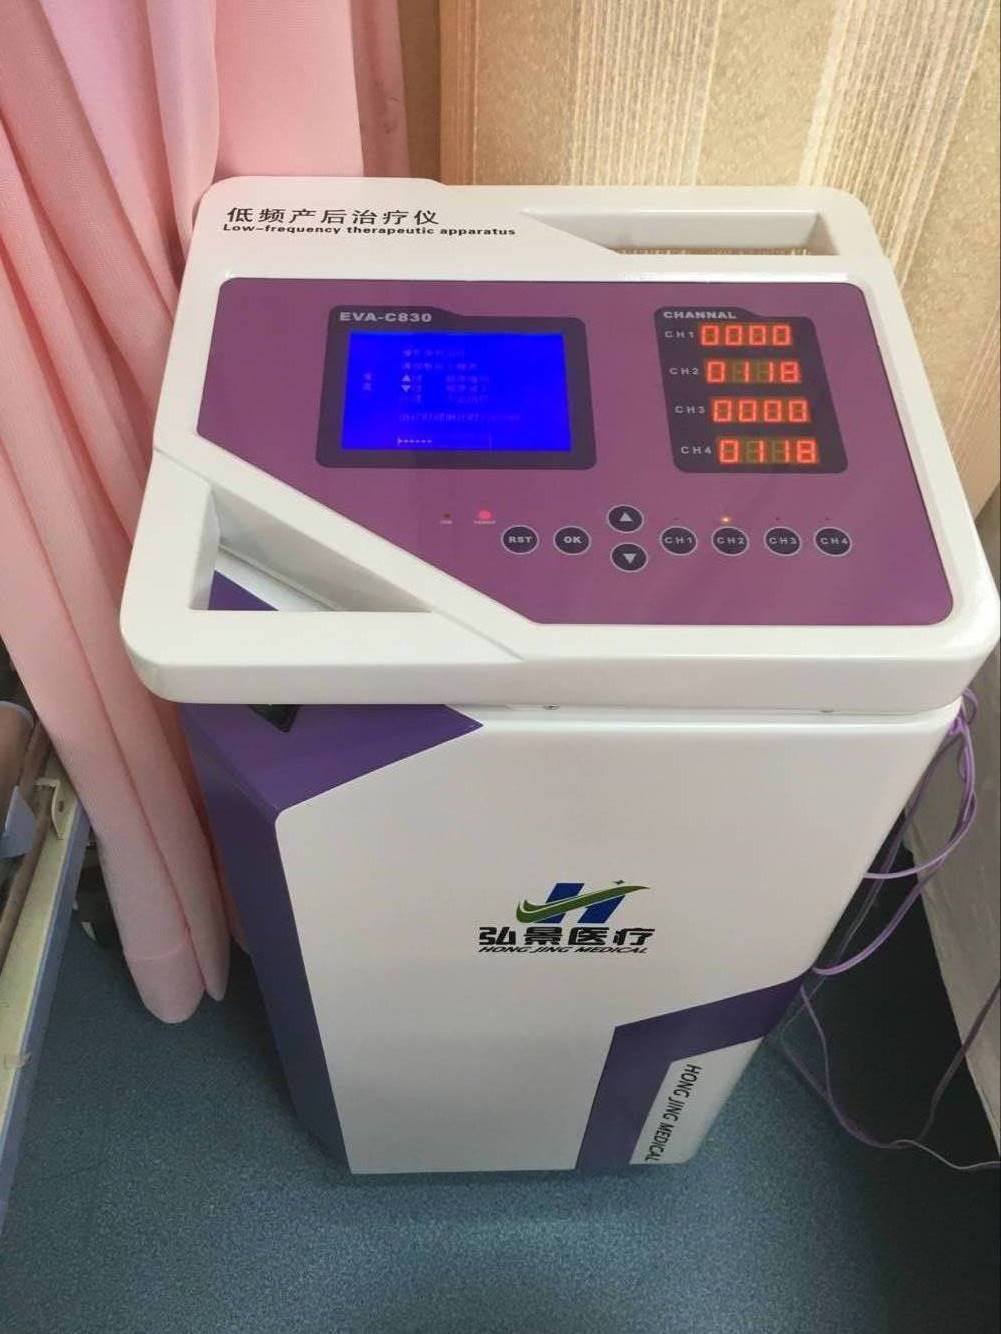 低频产后治疗仪
Low-frequency therapeutic apparatus
EVA-C830
CHANNAL
CH1 0000
CH2 0118
CH3 0000
CH4 0118
RST
OK
▲
▼
CH1
CH2
CH3
CH4
弘景医疗
HONG JING MEDICAL
HONG JING MEDICAL